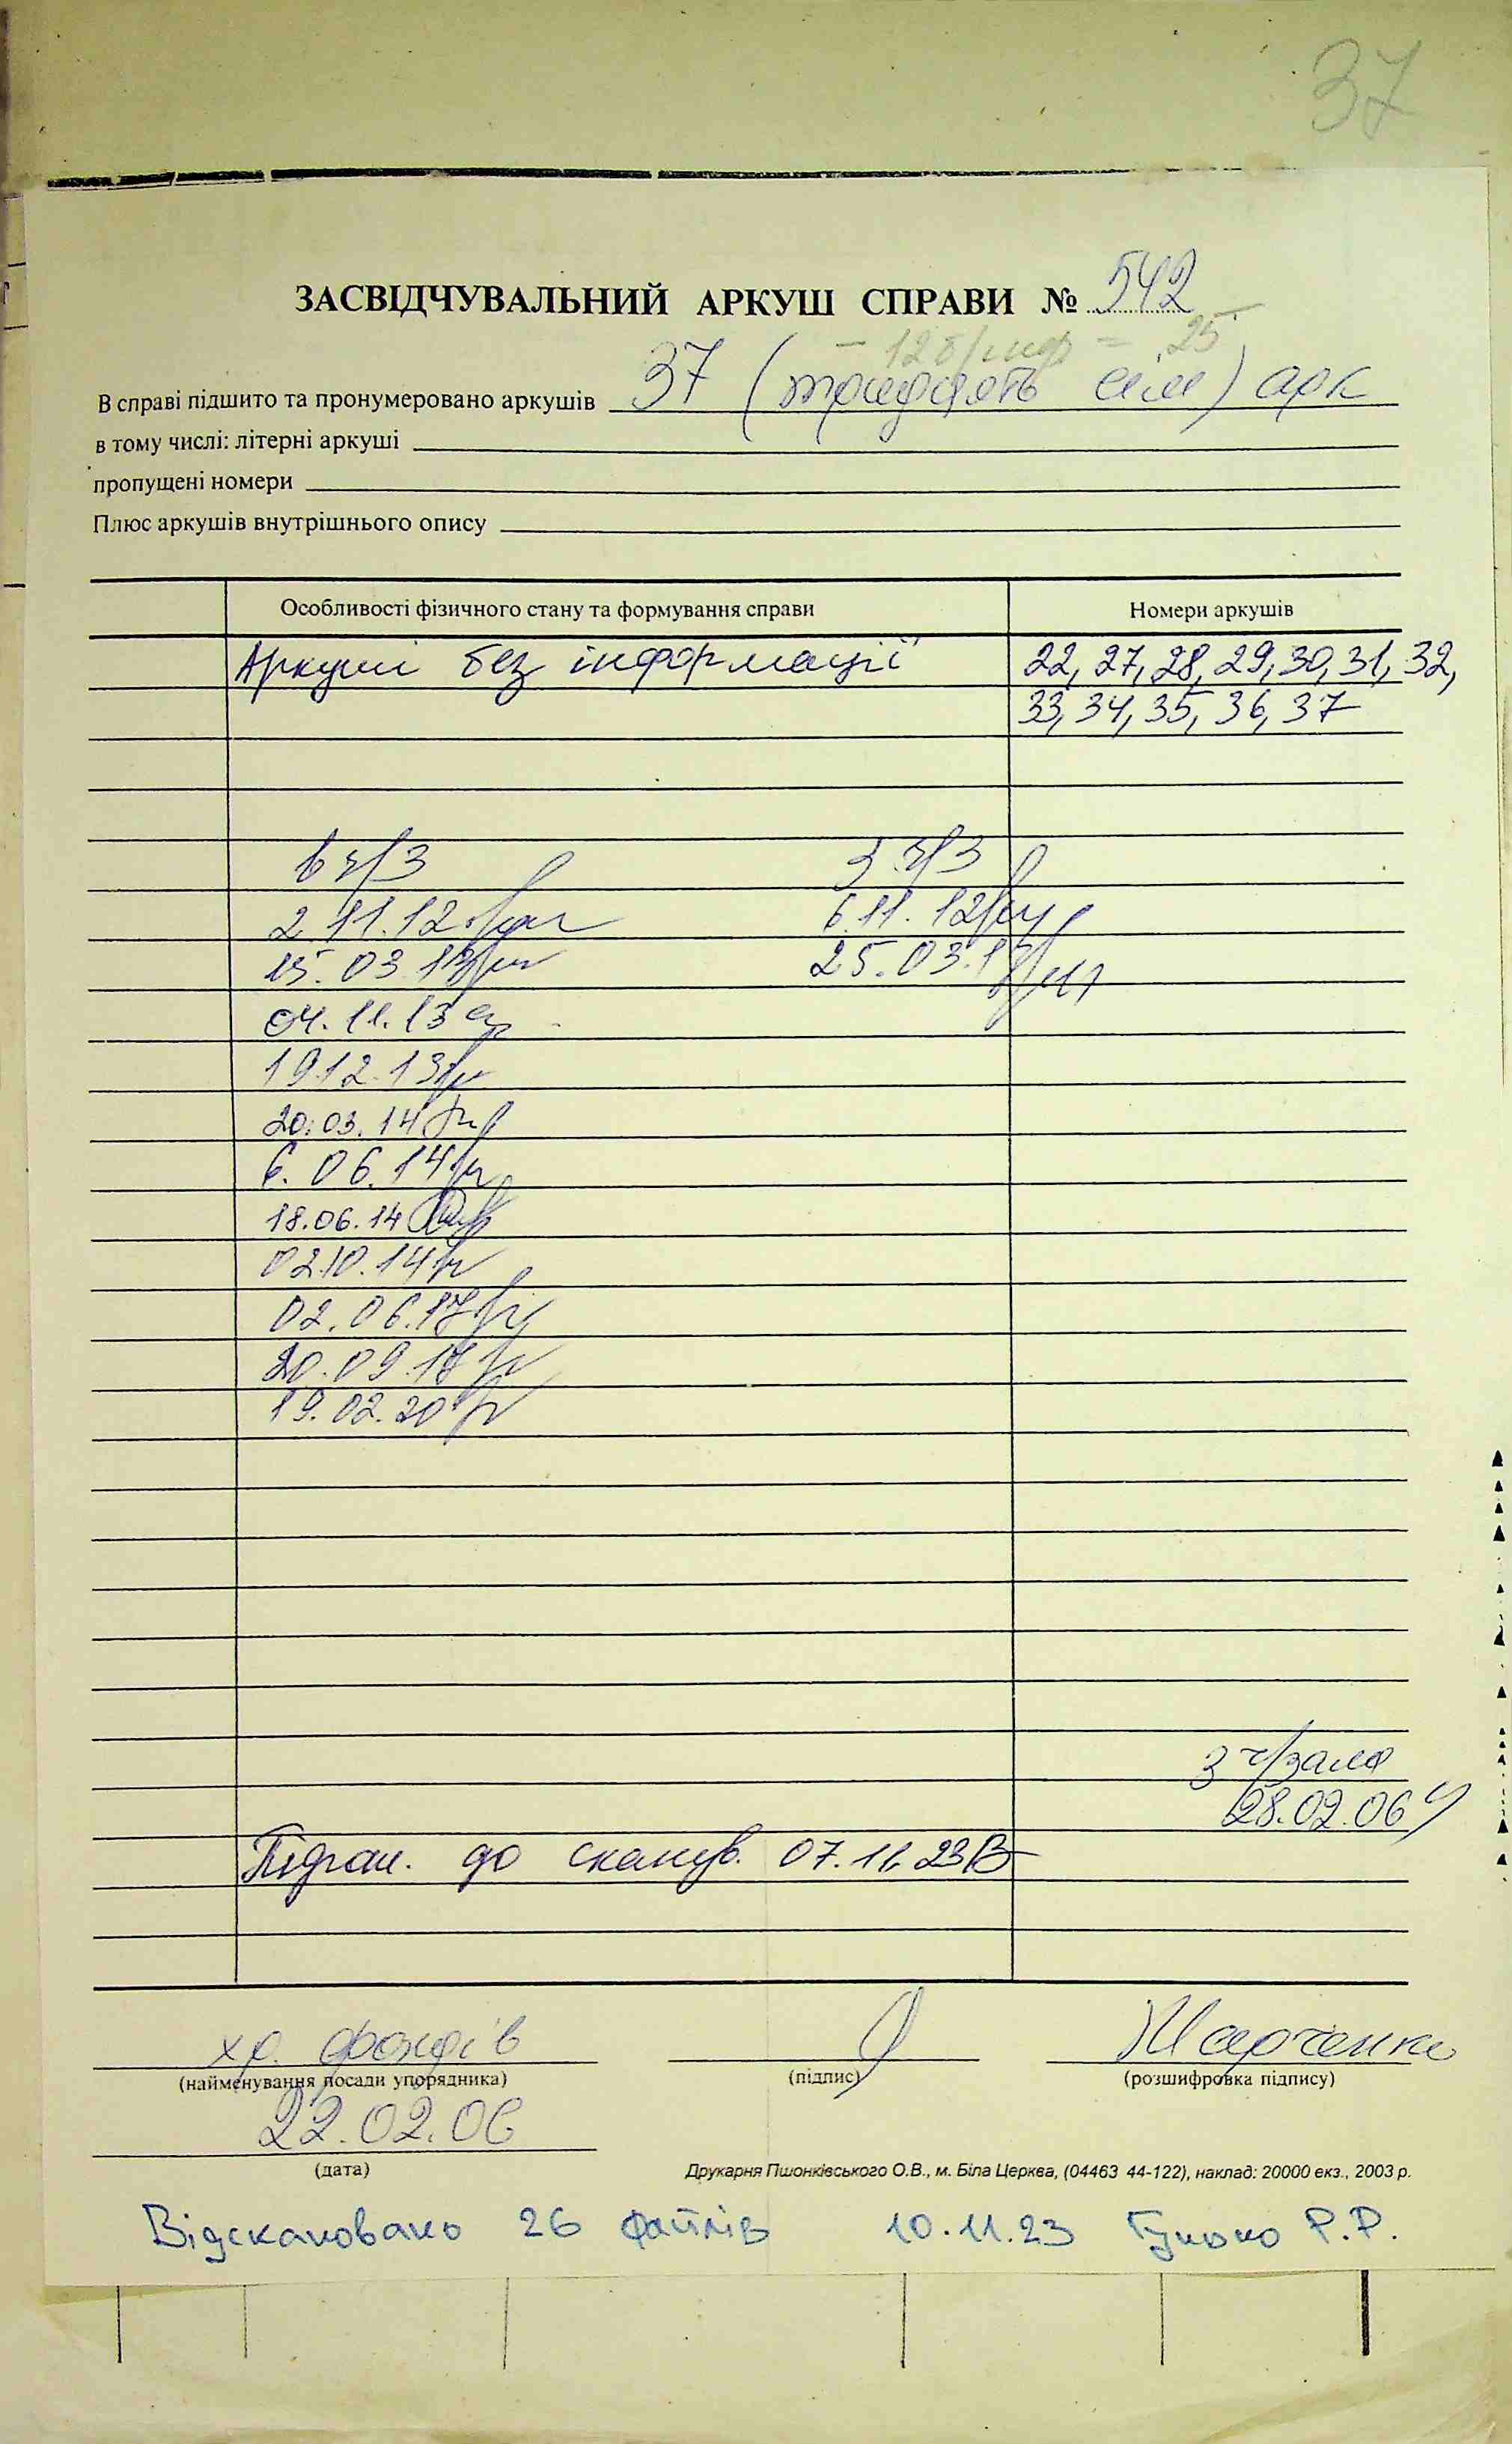 37
ЗАСВІДЧУВАЛЬНИЙ АРКУШ СПРАВИ № 542
– 12 б/инф = 25
В справі підшито та пронумеровано аркушів 37 (тридцять сім) арк
в тому числі: літерні аркуші
пропущені номери
Плюс аркушів внутрішнього опису
Особливості фізичного стану та формування справи Номери аркушів
Аркуші без інформації 22, 27, 28, 29, 30, 31, 32,
33, 34, 35, 36, 37
в ч/з з ч/з
2.11.12 6.11.12
15.03.13 25.03.13
04.11.13
19.12.13
20.03.14
6.06.14
18.06.14
02.10.14
02.06.17
20.09.17
19.02.20
з ч/зала
28.02.06
Підгот. до сканув. 07.11.23
хр. фондів Марченко
(найменування посади упорядника) (підпис) (розшифровка підпису)
22.02.06
(дата)
Друкарня Пшонківського О.В., м. Біла Церква, (04463 44-122), наклад: 20000 екз., 2003 р.
Відскановано 26 файлів 10.11.23 Гунько Р.Р.